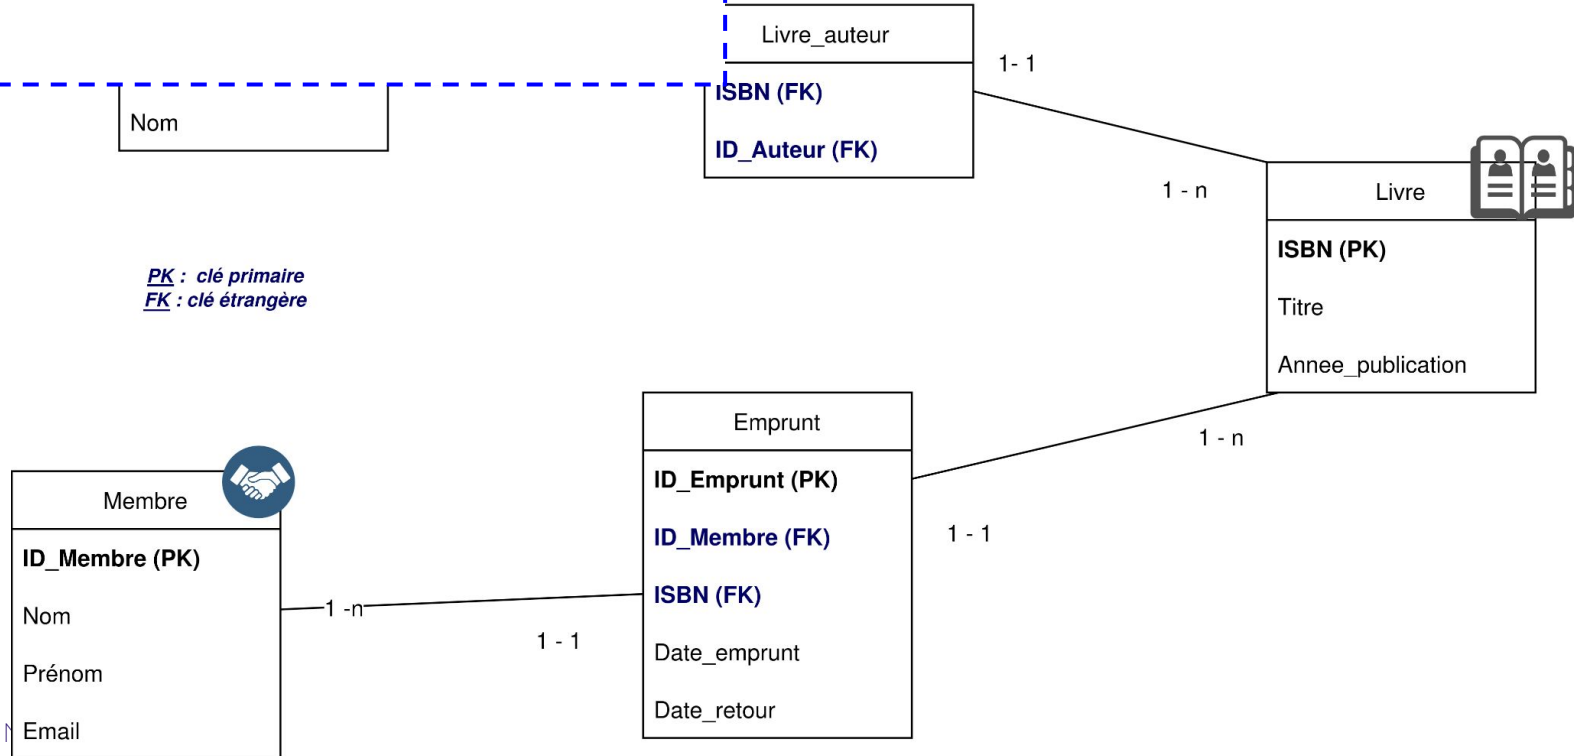 Livre_auteur
1- 1
ISBN (FK)
Nom
ID_Auteur (FK)
1 - n
Livre
ISBN (PK)
PK : clé primaire
FK : clé étrangère
Titre
Annee_publication
Emprunt
1 - n
ID_Emprunt (PK)
Membre
ID_Membre (FK)
1 - 1
ID_Membre (PK)
ISBN (FK)
1 -n
Nom
1 - 1
Date_emprunt
Prénom
Date_retour
Email